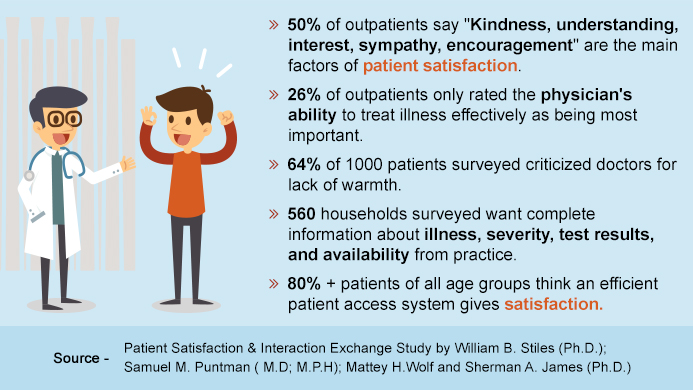 » 50% of outpatients say "Kindness, understanding,
interest, sympathy, encouragement" are the main
factors of patient satisfaction.
» 26% of outpatients only rated the physician's
ability to treat illness effectively as being most
important.
» 64% of 1000 patients surveyed criticized doctors for
lack of warmth.
» 560 households surveyed want complete
information about illness, severity, test results,
and availability from practice.
» 80% + patients of all age groups think an efficient
patient access system gives satisfaction.
Source - Patient Satisfaction & Interaction Exchange Study by William B. Stiles (Ph.D.);
Samuel M. Puntman ( M.D; M.P.H); Mattey H.Wolf and Sherman A. James (Ph.D.)